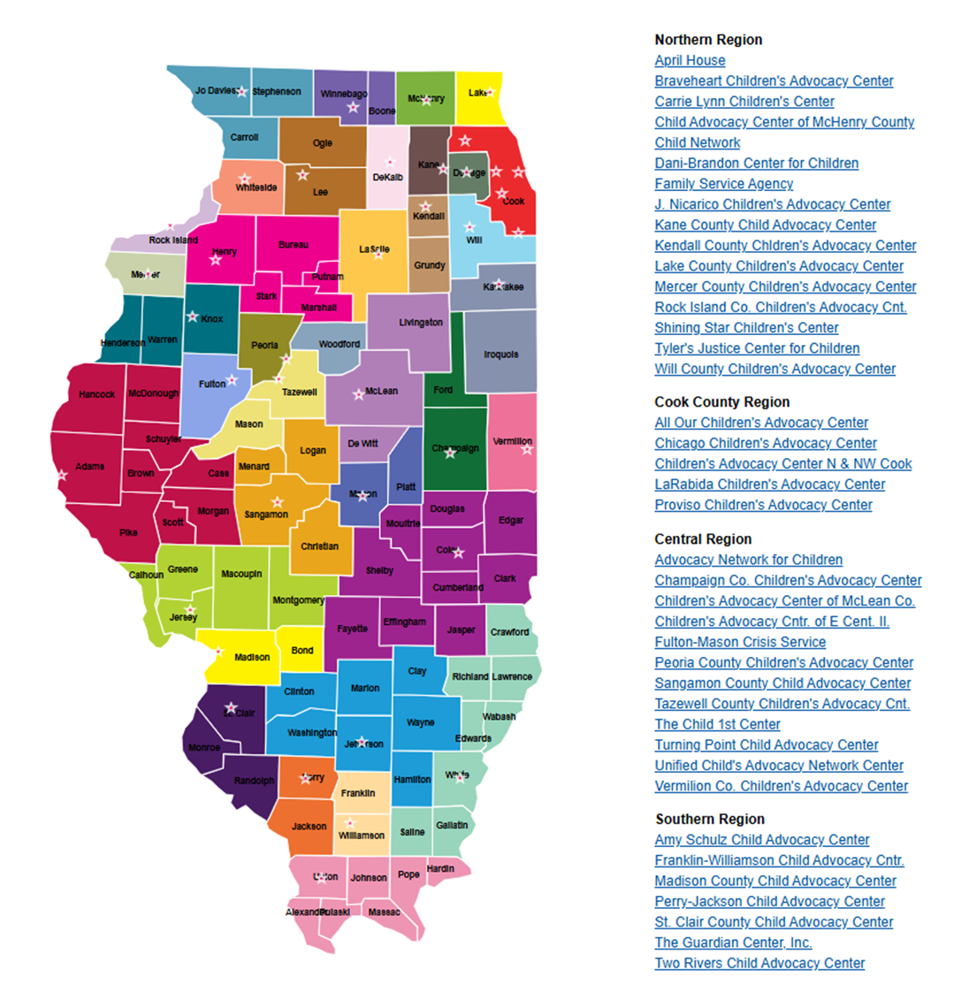 Jo Daviess
Stephenson
Winnebago
Boone
McHenry
Lake
Carroll
Ogle
Kane
DuPage
DeKalb
Whiteside
Lee
Cook
Kendall
Rock Island
Will
Henry
Bureau
LaSalle
Grundy
Mercer
Putnam
Kankakee
Stark
Marshall
Knox
Livingston
Henderson
Warren
Peoria
Woodford
Iroquois
Fulton
Hancock
McDonough
Tazewell
McLean
Ford
Mason
Schuyler
De Witt
Vermilion
Logan
Champaign
Adams
Brown
Cass
Menard
Macon
Piatt
Sangamon
Morgan
Scott
Pike
Christian
Moultrie
Douglas
Edgar
Coles
Shelby
Greene
Calhoun
Macoupin
Clark
Cumberland
Montgomery
Jersey
Fayette
Effingham
Jasper
Crawford
Madison
Bond
Clay
Richland
Lawrence
Clinton
Marion
St. Clair
Wabash
Wayne
Washington
Edwards
Jefferson
Monroe
Randolph
Perry
Hamilton
White
Franklin
Jackson
Williamson
Saline
Gallatin
Union
Johnson
Pope
Hardin
Alexander
Pulaski
Massac
Northern Region
April House
Braveheart Children's Advocacy Center
Carrie Lynn Children's Center
Child Advocacy Center of McHenry County
Child Network
Dani-Brandon Center for Children
Family Service Agency
J. Nicarico Children's Advocacy Center
Kane County Child Advocacy Center
Kendall County Chldren's Advocacy Center
Lake County Children's Advocacy Center
Mercer County Children's Advocacy Center
Rock Island Co. Children's Advocacy Cnt.
Shining Star Children's Center
Tyler's Justice Center for Children
Will County Children's Advocacy Center
Cook County Region
All Our Children's Advocacy Center
Chicago Children's Advocacy Center
Children's Advocacy Center N & NW Cook
LaRabida Children's Advocacy Center
Proviso Children's Advocacy Center
Central Region
Advocacy Network for Children
Champaign Co. Children's Advocacy Center
Children's Advocacy Center of McLean Co.
Children's Advocacy Cntr. of E Cent. Il.
Fulton-Mason Crisis Service
Peoria County Children's Advocacy Center
Sangamon County Child Advocacy Center
Tazewell County Children's Advocacy Cnt.
The Child 1st Center
Turning Point Child Advocacy Center
Unified Child's Advocacy Network Center
Vermilion Co. Children's Advocacy Center
Southern Region
Amy Schulz Child Advocacy Center
Franklin-Williamson Child Advocacy Cntr.
Madison County Child Advocacy Center
Perry-Jackson Child Advocacy Center
St. Clair County Child Advocacy Center
The Guardian Center, Inc.
Two Rivers Child Advocacy Center